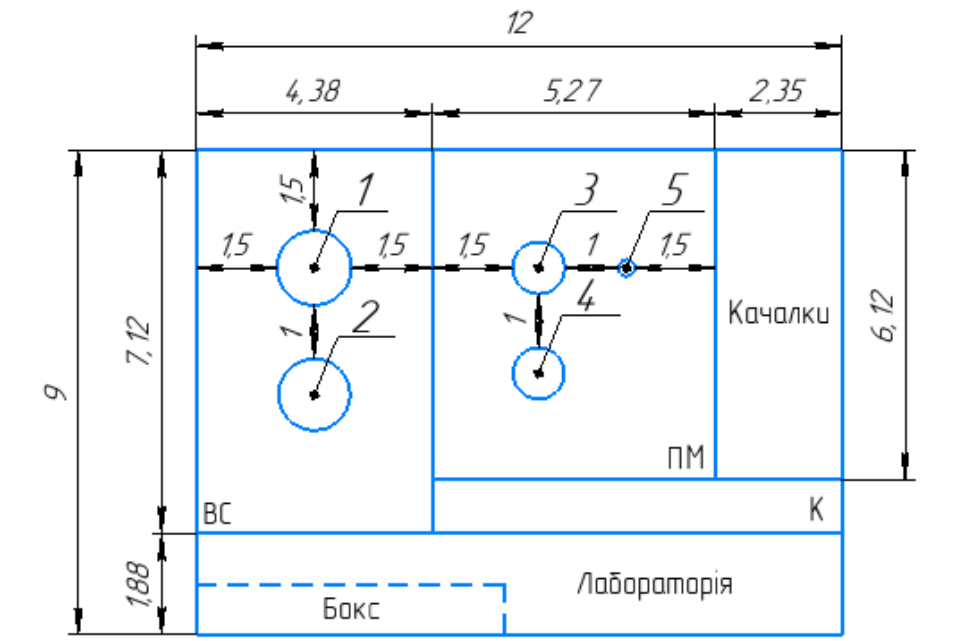 12
4,38 5,27 2,35
1,5 1 3 5
1,5 1,5 1,5 1 1,5
1 2 1 4
Качалки
9 7,12 6,12
ПМ
ВС К
1,88 Лабораторія
Бокс